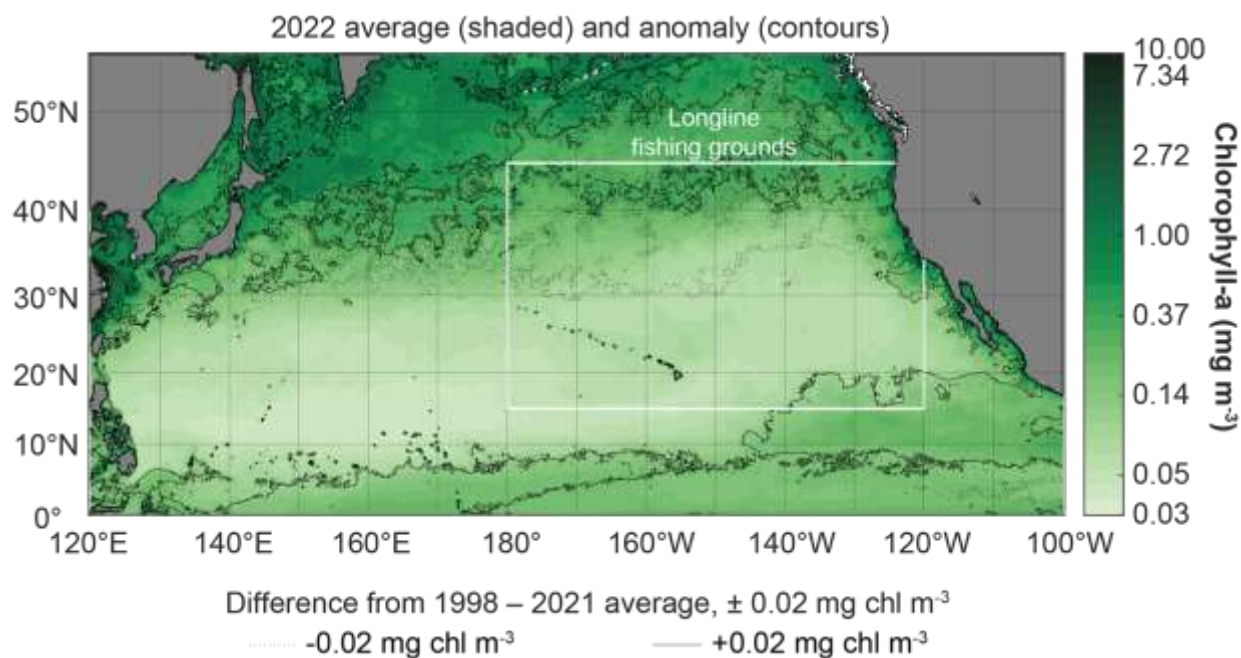 2022 average (shaded) and anomaly (contours)
50°N
40°N
30°N
20°N
10°N
0°
Longline
fishing grounds
120°E 140°E 160°E 180° 160°W 140°W 120°W 100°W
10.00
7.34
2.72
1.00
0.37
0.14
0.05
0.03
Chlorophyll-a (mg m⁻³)
Difference from 1998 – 2021 average, ± 0.02 mg chl m⁻³
-0.02 mg chl m⁻³ +0.02 mg chl m⁻³